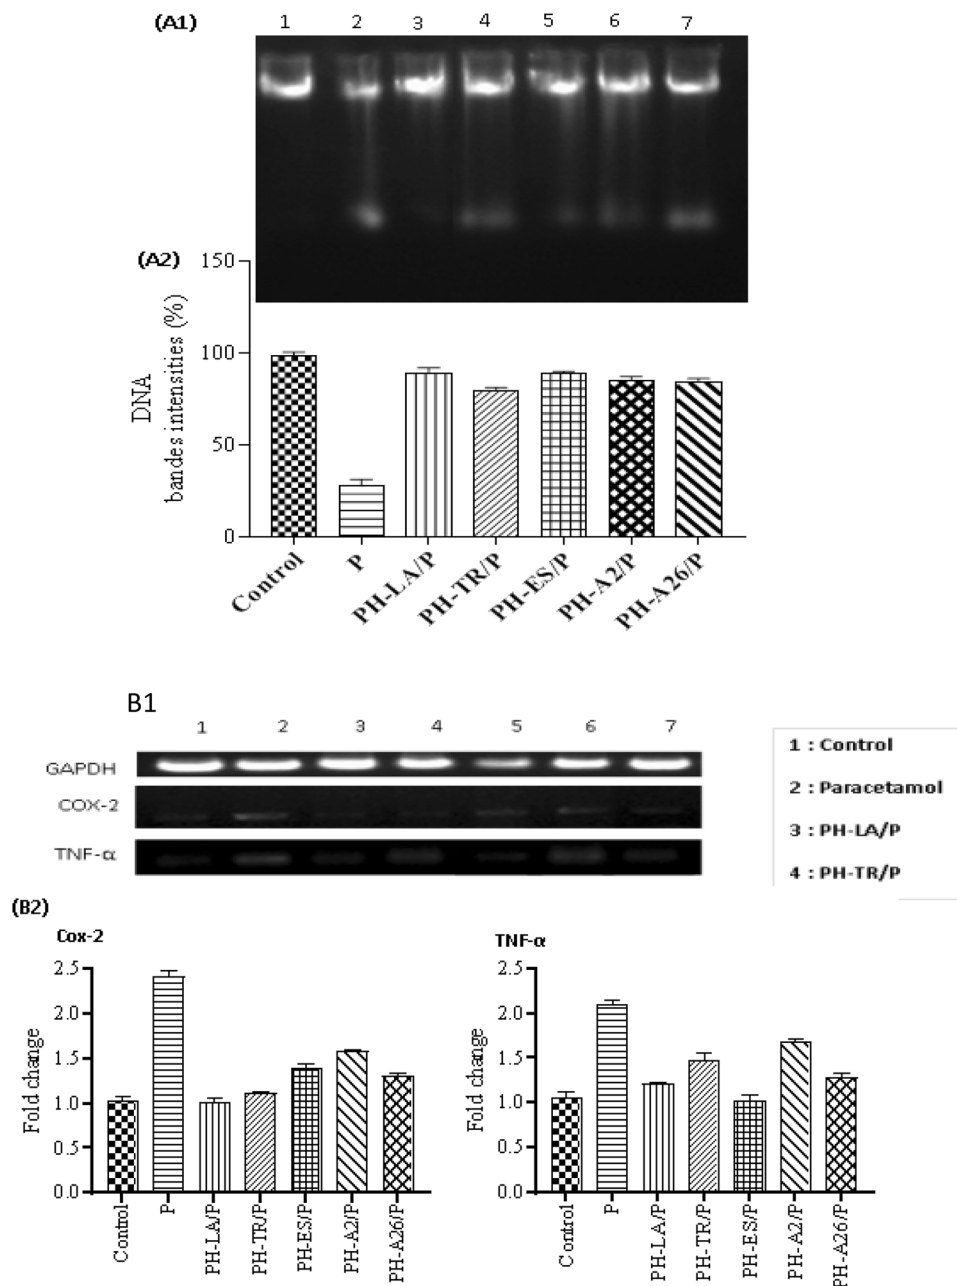 (A1) 1 2 3 4 5 6 7
(A2)
150
100
50
0
DNA
bandes intensities (%)
Control P PH-LA/P PH-TR/P PH-ES/P PH-A2/P PH-A26/P
B1
1 2 3 4 5 6 7
GAPDH
COX-2
TNF-α
1 : Control
2 : Paracetamol
3 : PH-LA/P
4 : PH-TR/P
(B2)
Cox-2
2.5
2.0
1.5
1.0
0.5
0.0
Fold change
Control P PH-LA/P PH-TR/P PH-ES/P PH-A2/P PH-A26/P
TNF-α
2.5
2.0
1.5
1.0
0.5
0.0
Fold change
Control P PH-LA/P PH-TR/P PH-ES/P PH-A2/P PH-A26/P